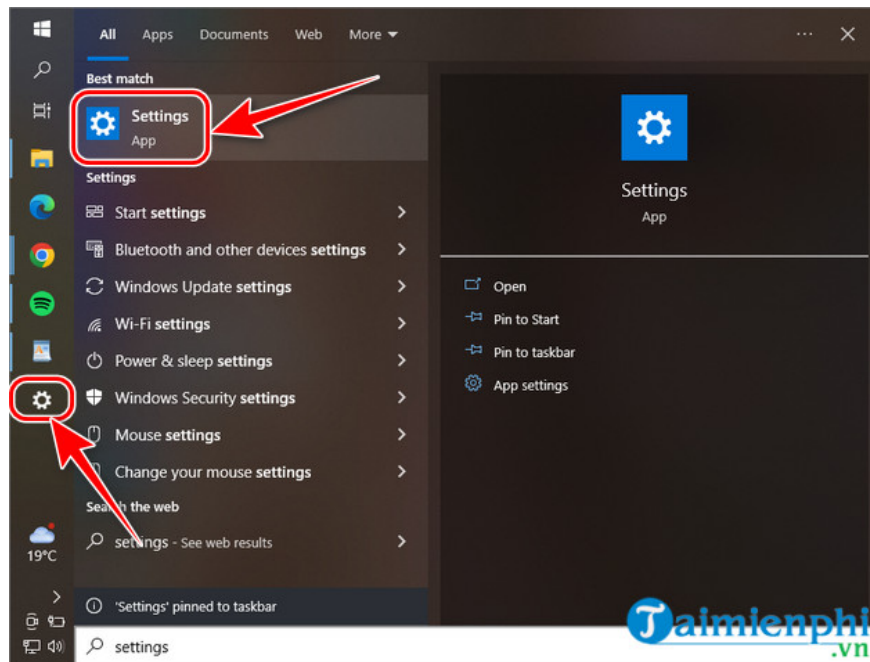 All Apps Documents Web More
Best match
Settings
App
Settings
Start settings
Bluetooth and other devices settings
Windows Update settings
Wi-Fi settings
Power & sleep settings
Windows Security settings
Mouse settings
Change your mouse settings
Search the web
settings - See web results
'Settings' pinned to taskbar
settings
Settings
App
Open
Pin to Start
Pin to taskbar
App settings
19°C
Taimienphi
.vn